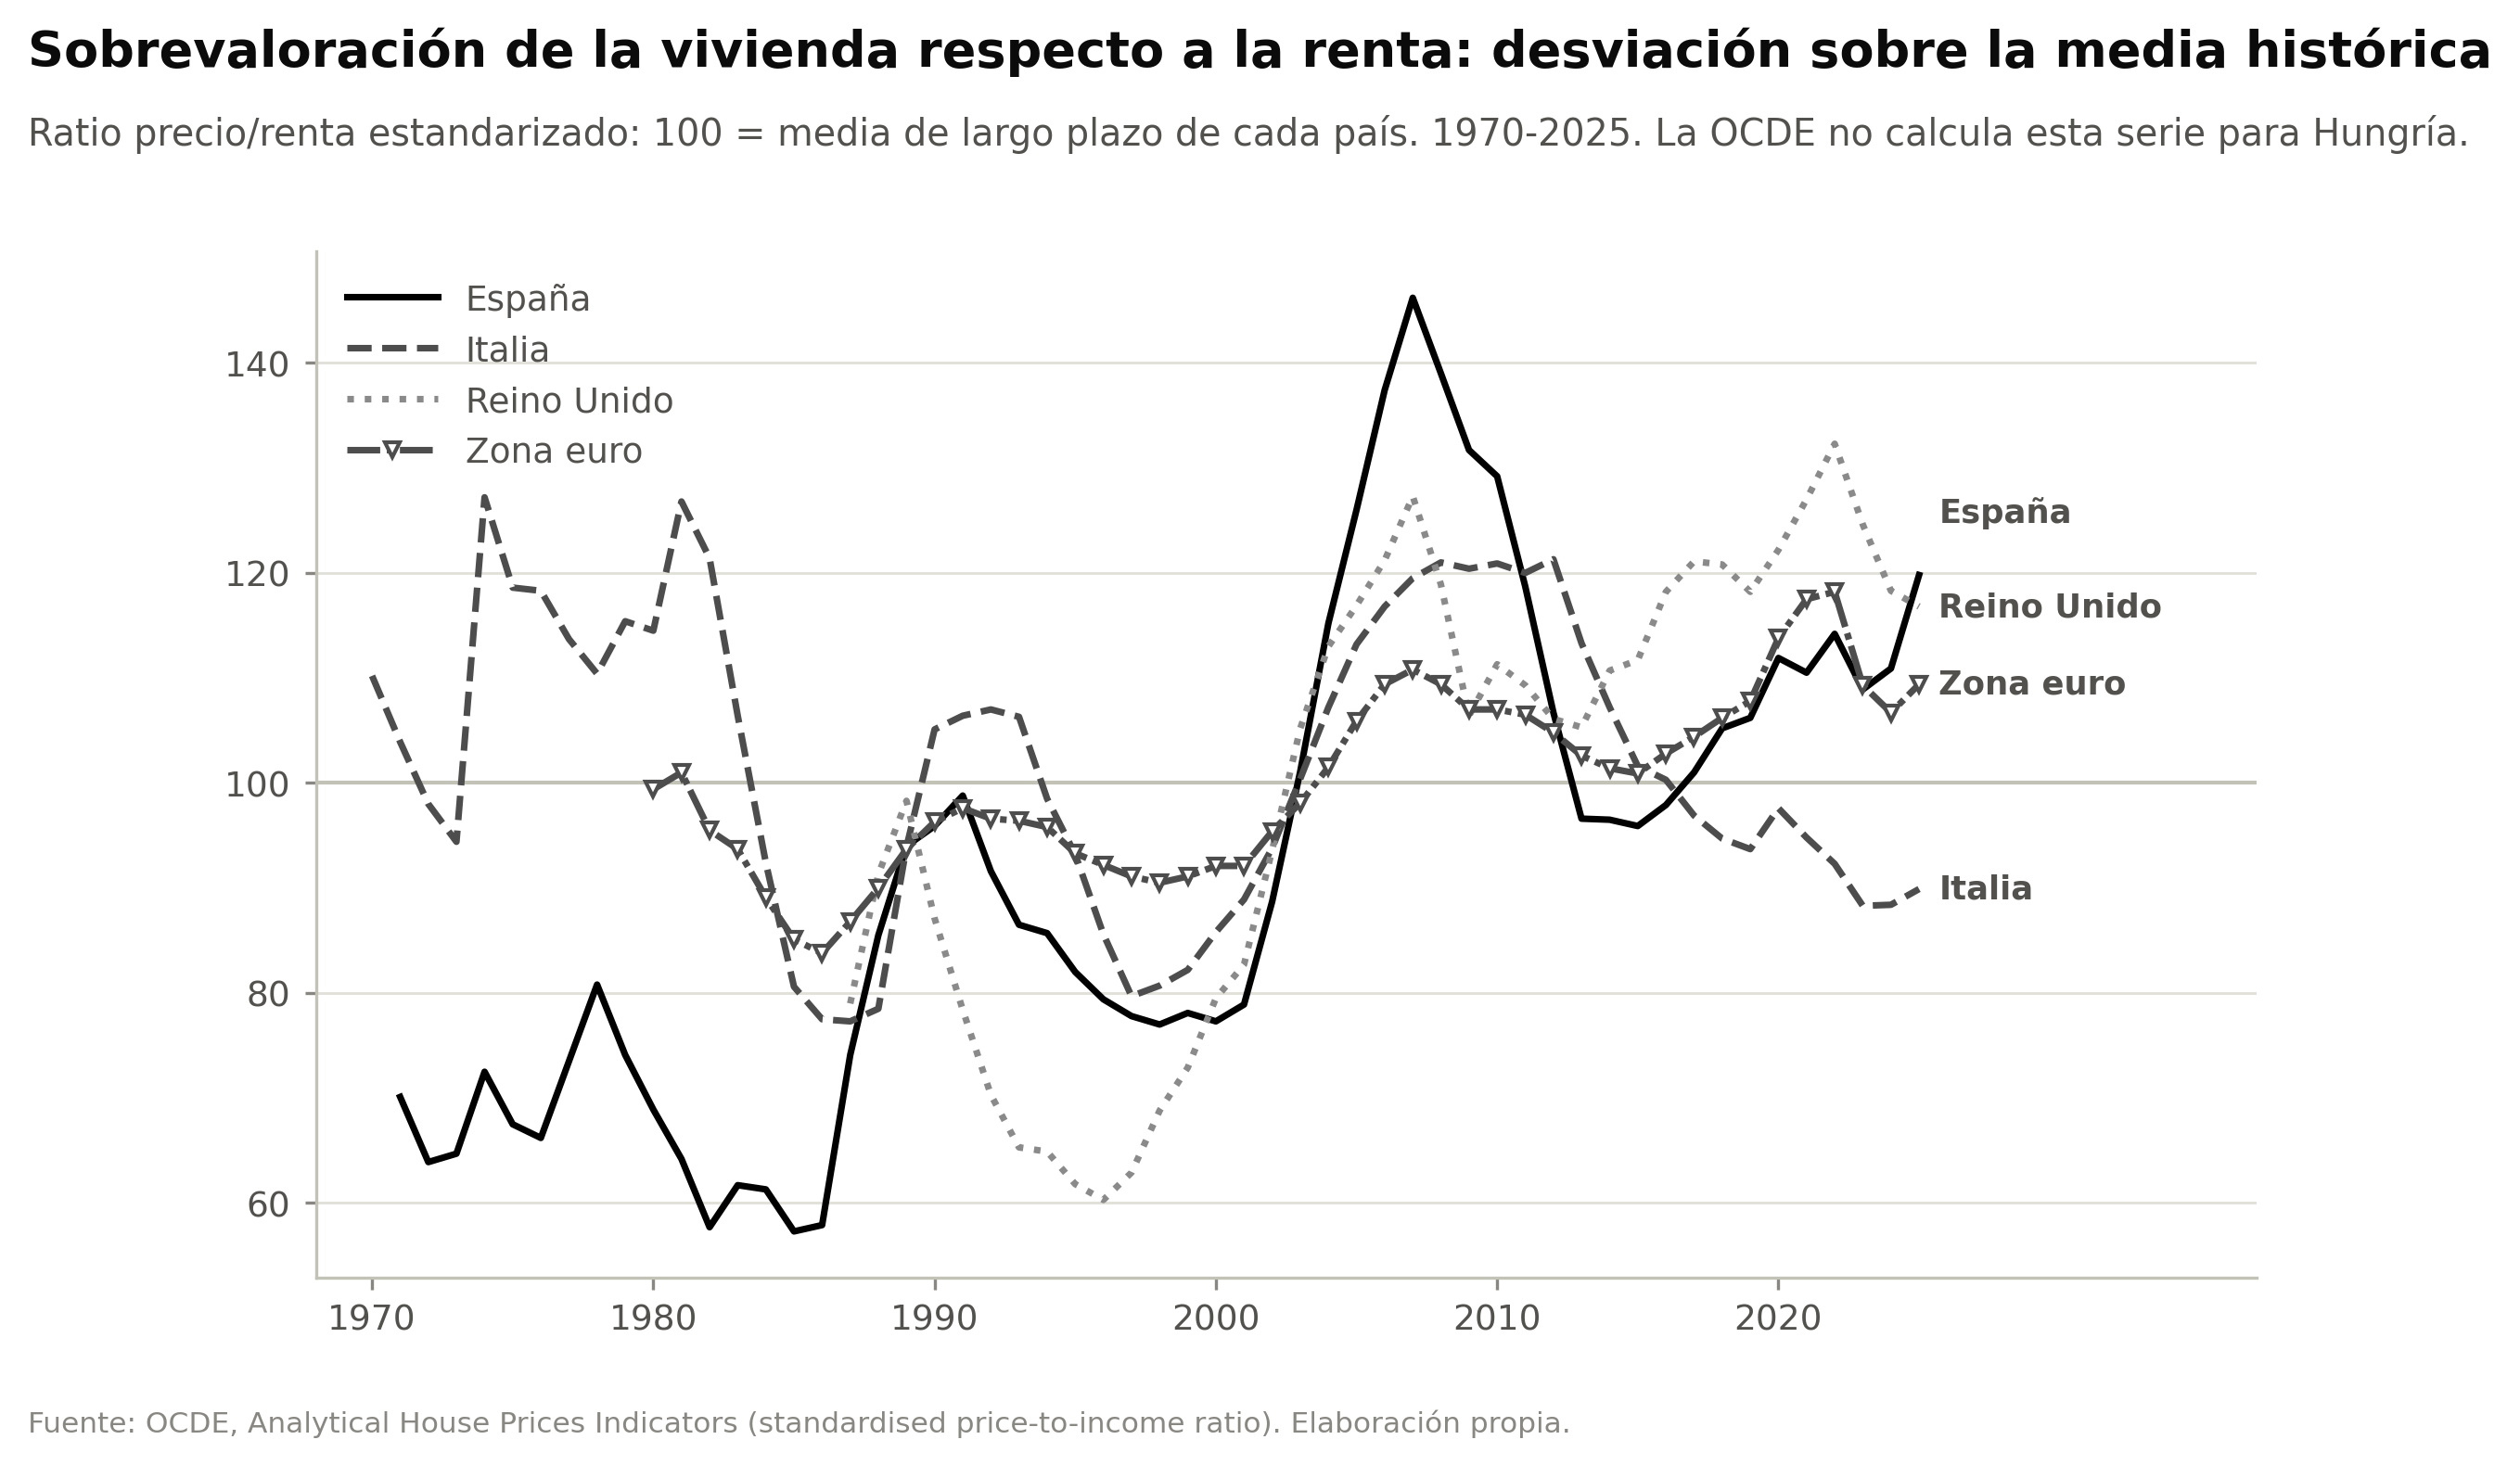 Sobrevaloración de la vivienda respecto a la renta: desviación sobre la media histórica
Ratio precio/renta estandarizado: 100 = media de largo plazo de cada país. 1970-2025. La OCDE no calcula esta serie para Hungría.
España
Italia
Reino Unido
Zona euro
140
120
100
80
60
España
Reino Unido
Zona euro
Italia
1970 1980 1990 2000 2010 2020
Fuente: OCDE, Analytical House Prices Indicators (standardised price-to-income ratio). Elaboración propia.